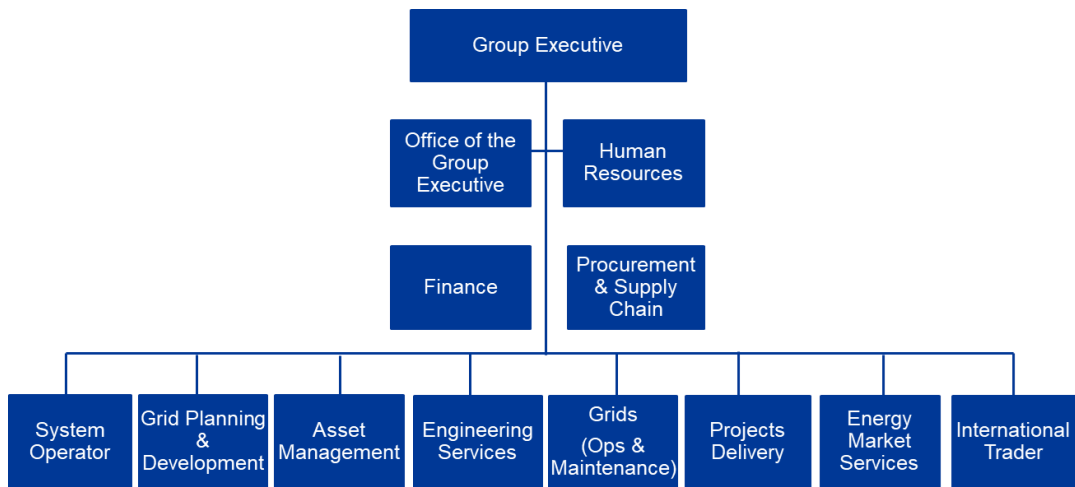 Group Executive
Office of the
Group
Executive
Human
Resources
Finance
Procurement
& Supply
Chain
System
Operator
Grid Planning
&
Development
Asset
Management
Engineering
Services
Grids
(Ops &
Maintenance)
Projects
Delivery
Energy
Market
Services
International
Trader